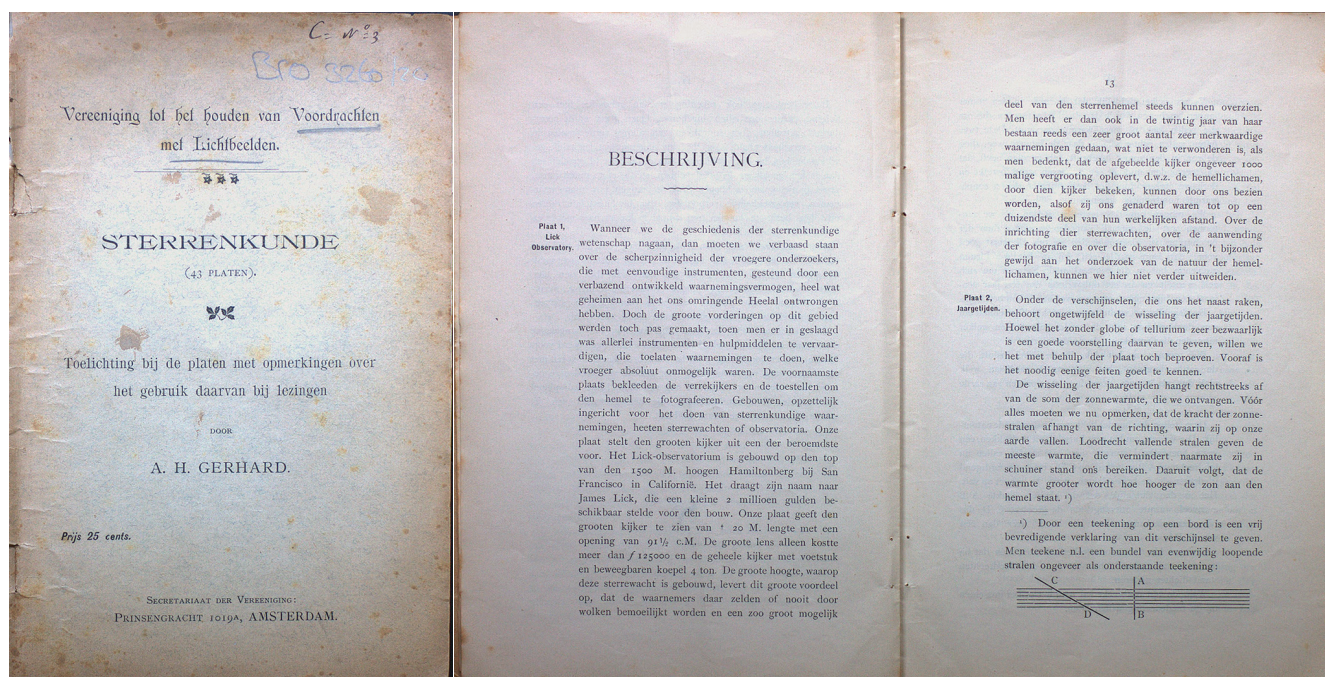 C= No 3
BRO 3260/20
Vereeniging tot het houden van Voordrachten
met Lichtbeelden.
STERRENKUNDE
(43 PLATEN).
Toelichting bij de platen met opmerkingen over
het gebruik daarvan bij lezingen
DOOR
A. H. GERHARD.
Prijs 25 cents.
SECRETARIAAT DER VEREENIGING:
PRINSENGRACHT 1019A, AMSTERDAM.
BESCHRIJVING.
Plaat 1,
Lick
Observatory.
Wanneer we de geschiedenis der sterrenkundige
wetenschap nagaan, dan moeten we verbaasd staan
over de scherpzinnigheid der vroegere onderzoekers,
die met eenvoudige instrumenten, gesteund door een
verbazend ontwikkeld waarnemingsvermogen, heel wat
geheimen aan het ons omringende Heelal ontwrongen
hebben. Doch de groote vorderingen op dit gebied
werden toch pas gemaakt, toen men er in geslaagd
was allerlei instrumenten en hulpmiddelen te vervaar-
digen, die toelaten waarnemingen te doen, welke
vroeger absoluut onmogelijk waren. De voornaamste
plaats bekleeden de verrekijkers en de toestellen om
den hemel te fotografeeren. Gebouwen, opzettelijk
ingericht voor het doen van sterrenkundige waar-
nemingen, heeten sterrewachten of observatoria. Onze
plaat stelt den grooten kijker uit een der beroemdste
voor. Het Lick-observatorium is gebouwd op den top
van den 1500 M. hoogen Hamiltonberg bij San
Francisco in Californië. Het draagt zijn naam naar
James Lick, die een kleine 2 millioen gulden be-
schikbaar stelde voor den bouw. Onze plaat geeft den
grooten kijker te zien van † 20 M. lengte met een
opening van 91½ c.M. De groote lens alleen kostte
meer dan f 125000 en de geheele kijker met voetstuk
en beweegbaren koepel 4 ton. De groote hoogte, waarop
deze sterrewacht is gebouwd, levert dit groote voordeel
op, dat de waarnemers daar zelden of nooit door
wolken bemoeilijkt worden en een zoo groot mogelijk
13
deel van den sterrenhemel steeds kunnen overzien.
Men heeft er dan ook in de twintig jaar van haar
bestaan reeds een zeer groot aantal zeer merkwaardige
waarnemingen gedaan, wat niet te verwonderen is, als
men bedenkt, dat de afgebeelde kijker ongeveer 1000
malige vergrooting oplevert, d.w.z. de hemellichamen,
door dien kijker bekeken, kunnen door ons bezien
worden, alsof zij ons genaderd waren tot op een
duizendste deel van hun werkelijken afstand. Over de
inrichting dier sterrewachten, over de aanwending
der fotografie en over die observatoria, in 't bijzonder
gewijd aan het onderzoek van de natuur der hemel-
lichamen, kunnen we hier niet verder uitweiden.
Plaat 2,
Jaargetijden.
Onder de verschijnselen, die ons het naast raken,
behoort ongetwijfeld de wisseling der jaargetijden.
Hoewel het zonder globe of tellurium zeer bezwaarlijk
is een goede voorstelling daarvan te geven, willen we
het met behulp der plaat toch beproeven. Vooraf is
het noodig eenige feiten goed te kennen.
De wisseling der jaargetijden hangt rechtstreeks af
van de som der zonnewarmte, die we ontvangen. Vóór
alles moeten we nu opmerken, dat de kracht der zonne-
stralen afhangt van de richting, waarin zij op onze
aarde vallen. Loodrecht vallende stralen geven de
meeste warmte, die vermindert naarmate zij in
schuiner stand ons bereiken. Daaruit volgt, dat de
warmte grooter wordt hoe hooger de zon aan den
hemel staat. ¹)
¹) Door een teekening op een bord is een vrij
bevredigende verklaring van dit verschijnsel te geven.
Men teekene n.l. een bundel van evenwijdig loopende
stralen ongeveer als onderstaande teekening:
C A
D B